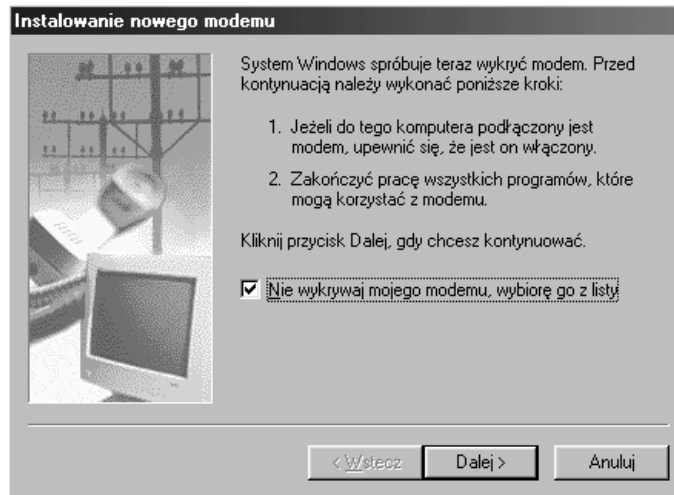 Instalowanie nowego modemu
System Windows spróbuje teraz wykryć modem. Przed
kontynuacją należy wykonać poniższe kroki:
1. Jeżeli do tego komputera podłączony jest
modem, upewnić się, że jest on włączony.
2. Zakończyć pracę wszystkich programów, które
mogą korzystać z modemu.
Kliknij przycisk Dalej, gdy chcesz kontynuować.
Nie wykrywaj mojego modemu, wybiorę go z listy
< Wstecz Dalej > Anuluj